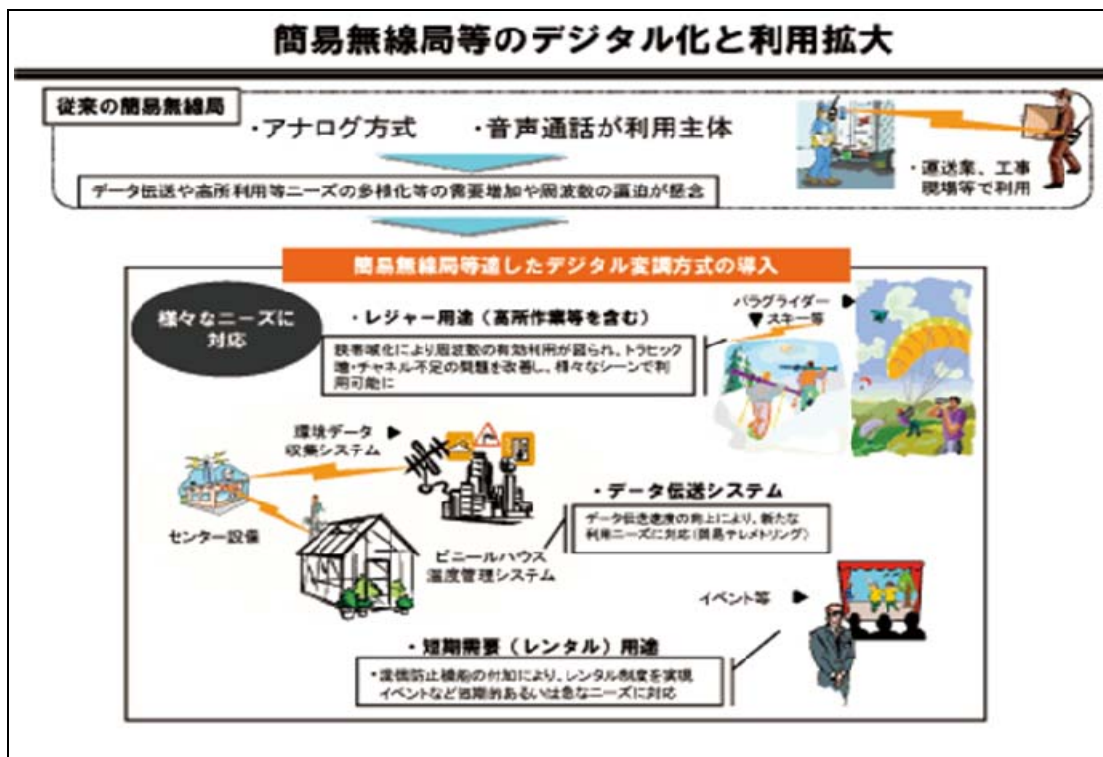 簡易無線局等のデジタル化と利用拡大
従来の簡易無線局
・アナログ方式　・音声通話が利用主体
・運送業、工事
現場等で利用
データ伝送や高所利用等ニーズの多様化等の需要増加や周波数の逼迫が懸念
簡易無線局等達したデジタル変調方式の導入
様々なニーズに
対応
・レジャー用途（高所作業等を含む）
パラグライダー
スキー等
狭帯域化により周波数の有効利用が図られ、トラヒック
増・チャネル不足の問題を改善し、様々なシーンで利
用可能に
環境データ
収集システム
センター設備
・データ伝送システム
データ伝送速度の向上により、新たな
利用ニーズに対応（簡易テレメトリング）
ビニールハウス
温度管理システム
イベント等
・短期需要（レンタル）用途
・混信防止機能の付加により、レンタル制度を実現
イベントなど短期的あるいは急なニーズに対応